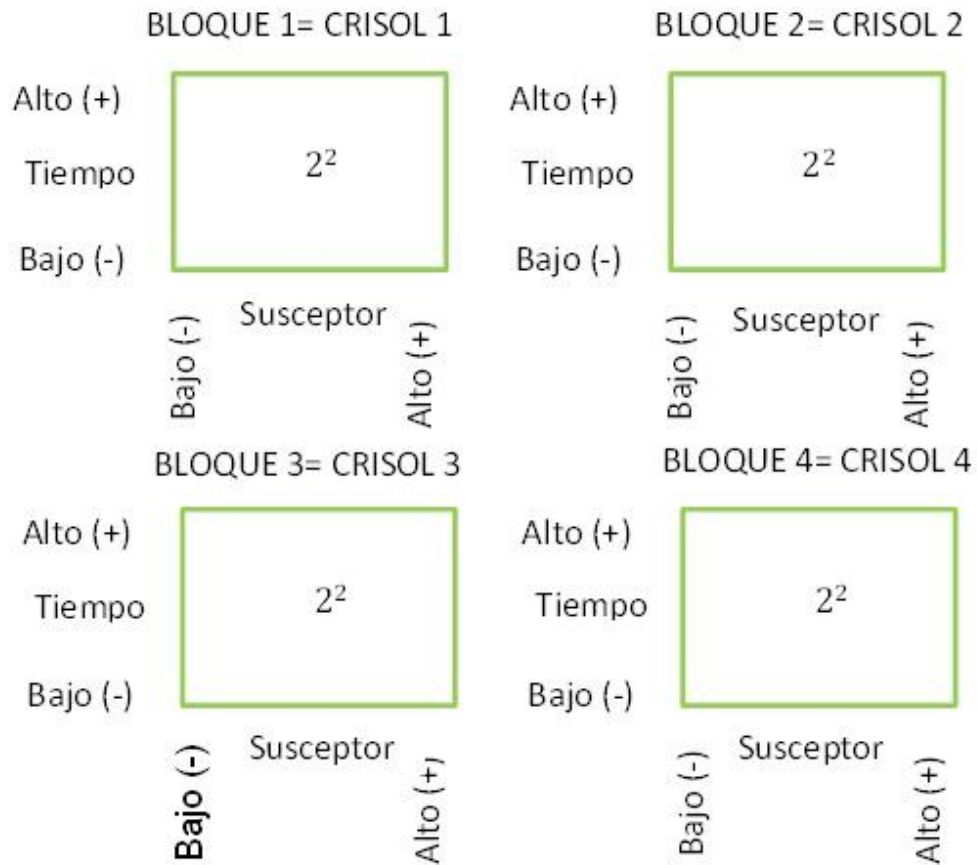 BLOQUE 1= CRISOL 1
Alto (+)
Tiempo
Bajo (-)
2²
Susceptor
Bajo (-)
Alto (+)
BLOQUE 2= CRISOL 2
Alto (+)
Tiempo
Bajo (-)
2²
Susceptor
Bajo (-)
Alto (+)
BLOQUE 3= CRISOL 3
Alto (+)
Tiempo
Bajo (-)
2²
Susceptor
Bajo (-)
Alto (+)
BLOQUE 4= CRISOL 4
Alto (+)
Tiempo
Bajo (-)
2²
Susceptor
Bajo (-)
Alto (+)